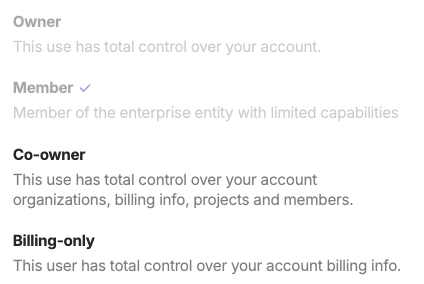 Owner
This use has total control over your account.
Member
Member of the enterprise entity with limited capabilities
Co-owner
This use has total control over your account
organizations, billing info, projects and members.
Billing-only
This user has total control over your account billing info.